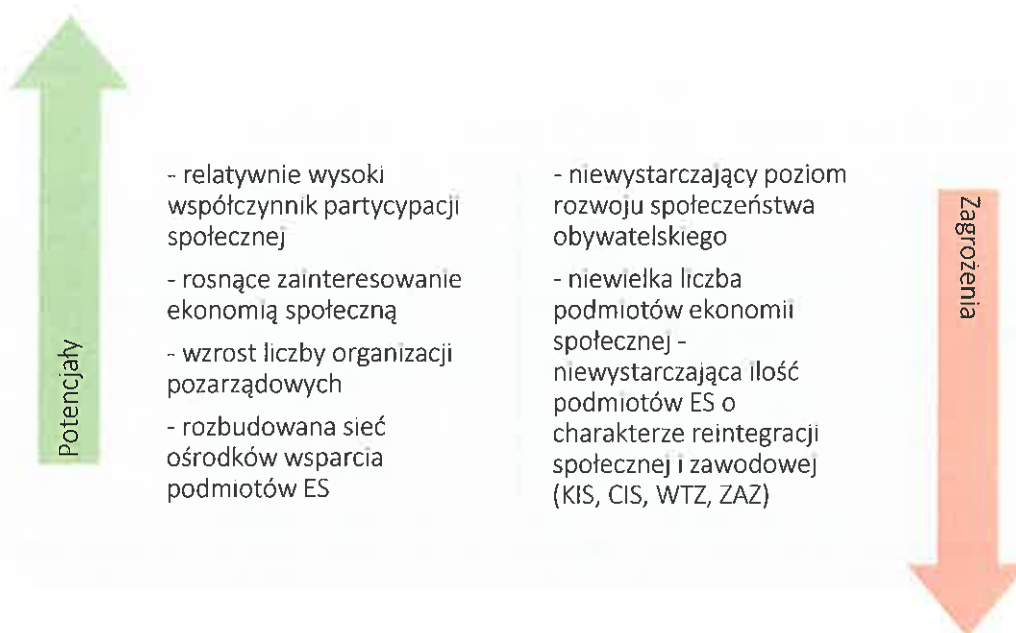 Potencjały
- relatywnie wysoki
współczynnik partycypacji
społecznej
- rosnące zainteresowanie
ekonomią społeczną
- wzrost liczby organizacji
pozarządowych
- rozbudowana sieć
ośrodków wsparcia
podmiotów ES
- niewystarczający poziom
rozwoju społeczeństwa
obywatelskiego
- niewielka liczba
podmiotów ekonomii
społecznej -
niewystarczająca ilość
podmiotów ES o
charakterze reintegracji
społecznej i zawodowej
(KIS, CIS, WTZ, ZAZ)
Zagrożenia